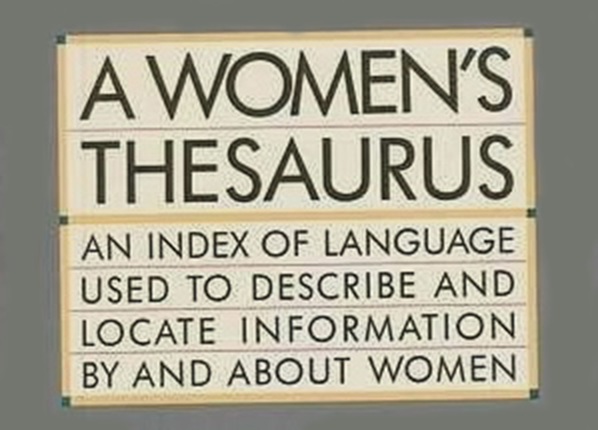 A WOMEN'S
THESAURUS
AN INDEX OF LANGUAGE
USED TO DESCRIBE AND
LOCATE INFORMATION
BY AND ABOUT WOMEN